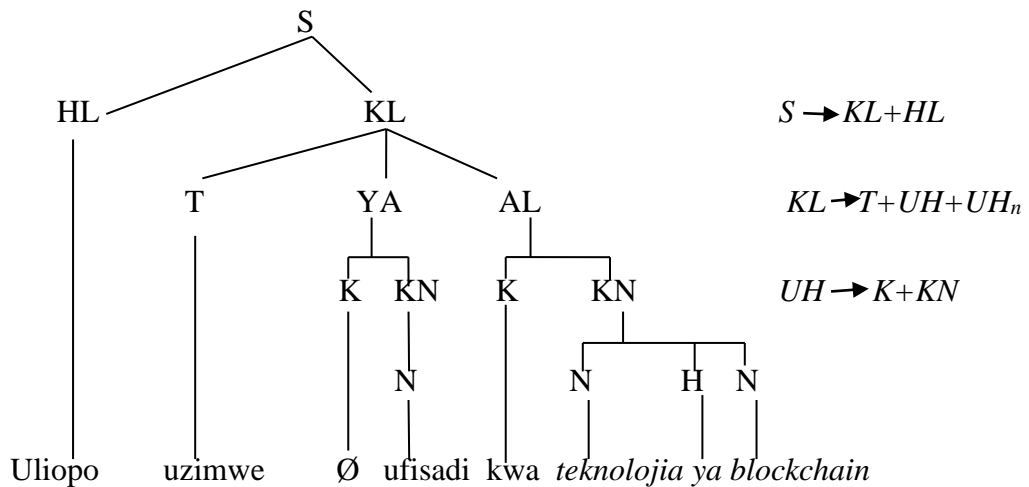 S
HL KL S → KL+HL
T YA AL KL → T+UH+UHn
K KN K KN UH → K+KN
N N H N
Uliopo uzimwe Ø ufisadi kwa teknolojia ya blockchain